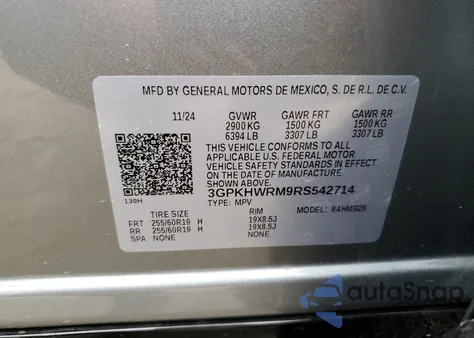 MFD BY GENERAL MOTORS DE MEXICO, S. DE R.L. DE C.V.
11/24 GVWR GAWR FRT GAWR RR
2900 KG 1500 KG 1500 KG
6394 LB 3307 LB 3307 LB
THIS VEHICLE CONFORMS TO ALL
APPLICABLE U.S. FEDERAL MOTOR
VEHICLE SAFETY STANDARDS IN
EFFECT ON THE DATE OF MANUFACTURE
SHOWN ABOVE.
3GPKHWRM9RS542714
130H TYPE: MPV MODEL: 94HMB26
TIRE SIZE RIM
FRT 255/60R19 H 19X8.5J
RR 255/60R19 H 19X8.5J
SPA NONE NONE
autoSnap